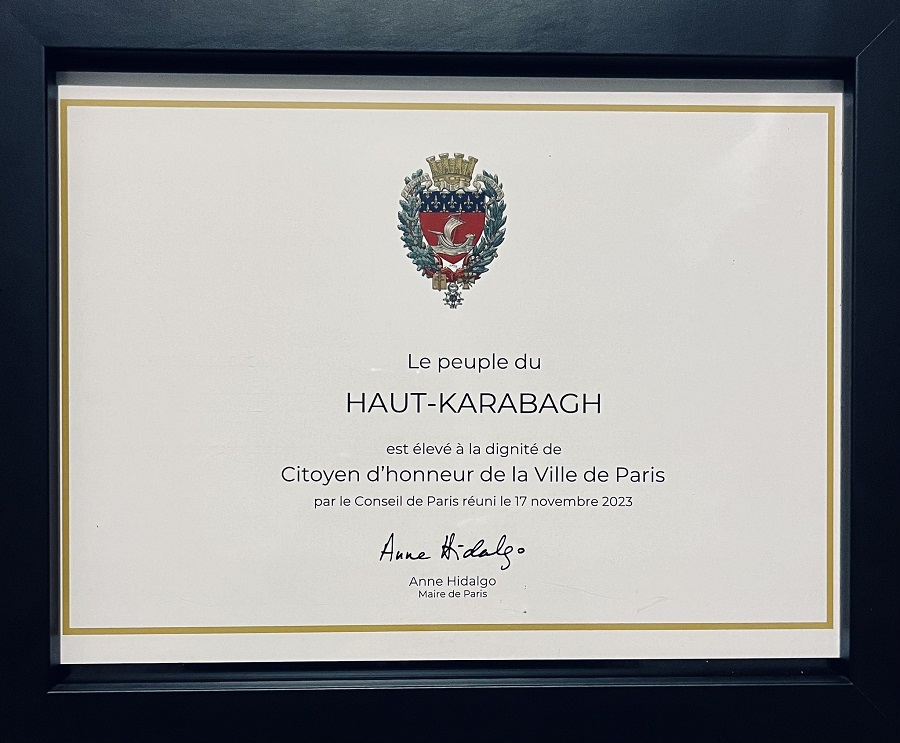 Le peuple du
HAUT-KARABAGH
est élevé à la dignité de
Citoyen d’honneur de la Ville de Paris
par le Conseil de Paris réuni le 17 novembre 2023
Anne Hidalgo
Anne Hidalgo
Maire de Paris